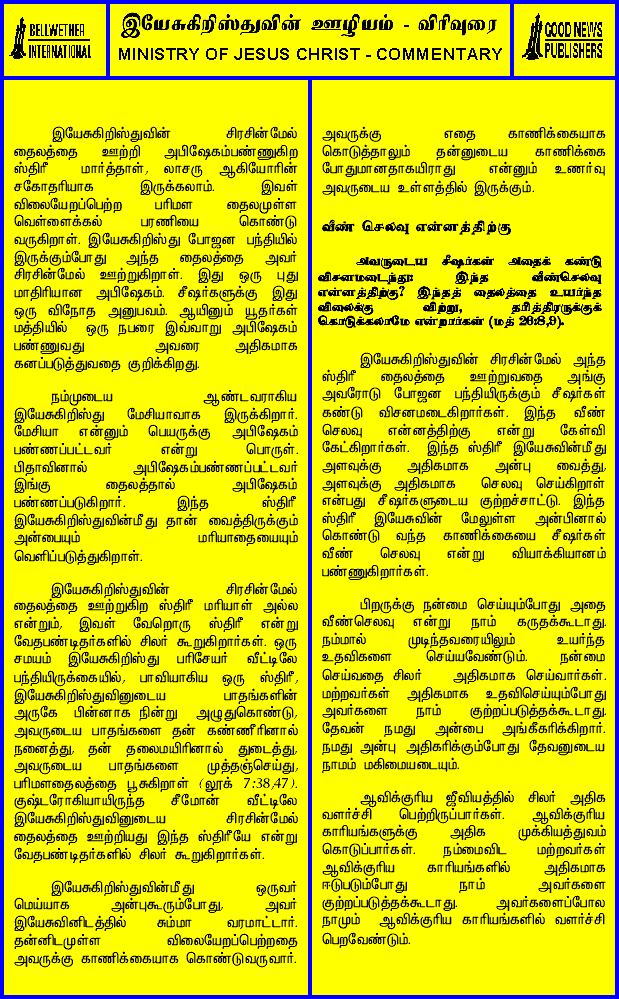 BELLWETHER
INTERNATIONAL
இயேசுகிறிஸ்துவின் ஊழியம் - விரிவுரை
MINISTRY OF JESUS CHRIST - COMMENTARY
GOOD NEWS
PUBLISHERS
இயேசுகிறிஸ்துவின் சிரசின்மேல்
தைலத்தை ஊற்றி அபிஷேகம்பண்ணுகிற
ஸ்திரீ மார்த்தாள், லாசரு ஆகியோரின்
சகோதரியாக இருக்கலாம். இவள்
விலையேறப்பெற்ற பரிமள தைலமுள்ள
வெள்ளைக்கல் பரணியை கொண்டு
வருகிறாள். இயேசுகிறிஸ்து போஜன பந்தியில்
இருக்கும்போது அந்த தைலத்தை அவர்
சிரசின்மேல் ஊற்றுகிறாள். இது ஒரு புது
மாதிரியான அபிஷேகம். சீஷர்களுக்கு இது
ஒரு விநோத அனுபவம். ஆயினும் யூதர்கள்
மத்தியில் ஒரு நபரை இவ்வாறு அபிஷேகம்
பண்ணுவது அவரை அதிகமாக
கனப்படுத்துவதை குறிக்கிறது.
நம்முடைய ஆண்டவராகிய
இயேசுகிறிஸ்து மேசியாவாக இருக்கிறார்.
மேசியா என்னும் பெயருக்கு அபிஷேகம்
பண்ணப்பட்டவர் என்று பொருள்.
பிதாவினால் அபிஷேகம்பண்ணப்பட்டவர்
இங்கு தைலத்தால் அபிஷேகம்
பண்ணப்படுகிறார். இந்த ஸ்திரீ
இயேசுகிறிஸ்துவின்மீது தான் வைத்திருக்கும்
அன்பையும் மரியாதையையும்
வெளிப்படுத்துகிறாள்.
இயேசுகிறிஸ்துவின் சிரசின்மேல்
தைலத்தை ஊற்றுகிற ஸ்திரீ மரியாள் அல்ல
என்றும், இவள் வேறொரு ஸ்திரீ என்று
வேதபண்டிதர்களில் சிலர் கூறுகிறார்கள். ஒரு
சமயம் இயேசுகிறிஸ்து பரிசேயர் வீட்டிலே
பந்தியிருக்கையில், பாவியாகிய ஒரு ஸ்திரீ,
இயேசுகிறிஸ்துவினுடைய பாதங்களின்
அருகே பின்னாக நின்று அழுதுகொண்டு,
அவருடைய பாதங்களை தன் கண்ணீரினால்
நனைத்து, தன் தலைமயிரினால் துடைத்து,
அவருடைய பாதங்களை முத்தஞ்செய்து,
பரிமளதைலத்தை பூசுகிறாள் (லூக் 7:38,47).
குஷ்டரோகியாயிருந்த சீமோன் வீட்டிலே
இயேசுகிறிஸ்துவினுடைய சிரசின்மேல்
தைலத்தை ஊற்றியது இந்த ஸ்திரீயே என்று
வேதபண்டிதர்களில் சிலர் கூறுகிறார்கள்.
இயேசுகிறிஸ்துவின்மீது ஒருவர்
மெய்யாக அன்புகூரும்போது, அவர்
இயேசுவினிடத்தில் சும்மா வரமாட்டார்.
தன்னிடமுள்ள விலையேறப்பெற்றதை
அவருக்கு காணிக்கையாக கொண்டுவருவார்.
அவருக்கு எதை காணிக்கையாக
கொடுத்தாலும் தன்னுடைய காணிக்கை
போதுமானதாகயிராது என்னும் உணர்வு
அவருடைய உள்ளத்தில் இருக்கும்.
வீண் செலவு என்னத்திற்கு
அவருடைய சீஷர்கள் அதைக் கண்டு
விசனமடைந்து: இந்த வீண்செலவு
என்னத்திற்கு? இந்தத் தைலத்தை உயர்ந்த
விலைக்கு விற்று, தரித்திரருக்குக்
கொடுக்கலாமே என்றார்கள் (மத் 26:8,9).
இயேசுகிறிஸ்துவின் சிரசின்மேல் அந்த
ஸ்திரீ தைலத்தை ஊற்றுவதை அங்கு
அவரோடு போஜன பந்தியிருக்கும் சீஷர்கள்
கண்டு விசனமடைகிறார்கள். இந்த வீண்
செலவு என்னத்திற்கு என்று கேள்வி
கேட்கிறார்கள். இந்த ஸ்திரீ இயேசுவின்மீது
அளவுக்கு அதிகமாக அன்பு வைத்து,
அளவுக்கு அதிகமாக செலவு செய்கிறாள்
என்பது சீஷர்களுடைய குற்றச்சாட்டு. இந்த
ஸ்திரீ இயேசுவின் மேலுள்ள அன்பினால்
கொண்டு வந்த காணிக்கையை சீஷர்கள்
வீண் செலவு என்று வியாக்கியானம்
பண்ணுகிறார்கள்.
பிறருக்கு நன்மை செய்யும்போது அதை
வீண்செலவு என்று நாம் கருதக்கூடாது.
நம்மால் முடிந்தவரையிலும் உயர்ந்த
உதவிகளை செய்யவேண்டும். நன்மை
செய்வதை சிலர் அதிகமாக செய்வார்கள்.
மற்றவர்கள் அதிகமாக உதவிசெய்யும்போது
அவர்களை நாம் குற்றப்படுத்தக்கூடாது.
தேவன் நமது அன்பை அங்கீகரிக்கிறார்.
நமது அன்பு அதிகரிக்கும்போது தேவனுடைய
நாமம் மகிமையடையும்.
ஆவிக்குரிய ஜீவியத்தில் சிலர் அதிக
வளர்ச்சி பெற்றிருப்பார்கள். ஆவிக்குரிய
காரியங்களுக்கு அதிக முக்கியத்துவம்
கொடுப்பார்கள். நம்மைவிட மற்றவர்கள்
ஆவிக்குரிய காரியங்களில் அதிகமாக
ஈடுபடும்போது நாம் அவர்களை
குற்றப்படுத்தக்கூடாது. அவர்களைப்போல
நாமும் ஆவிக்குரிய காரியங்களில் வளர்ச்சி
பெறவேண்டும்.